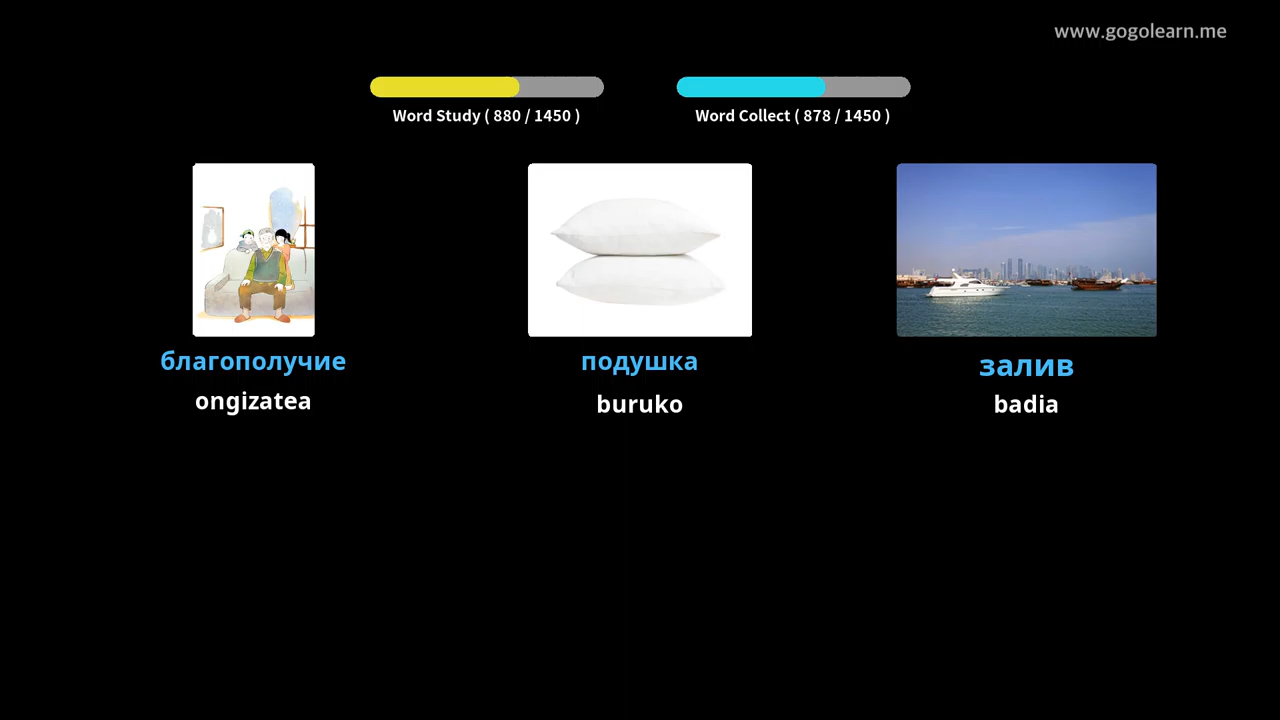 www.gogolearn.me
Word Study ( 880 / 1450 )
Word Collect ( 878 / 1450 )
благополучие
ongizatea
подушка
buruko
залив
badia